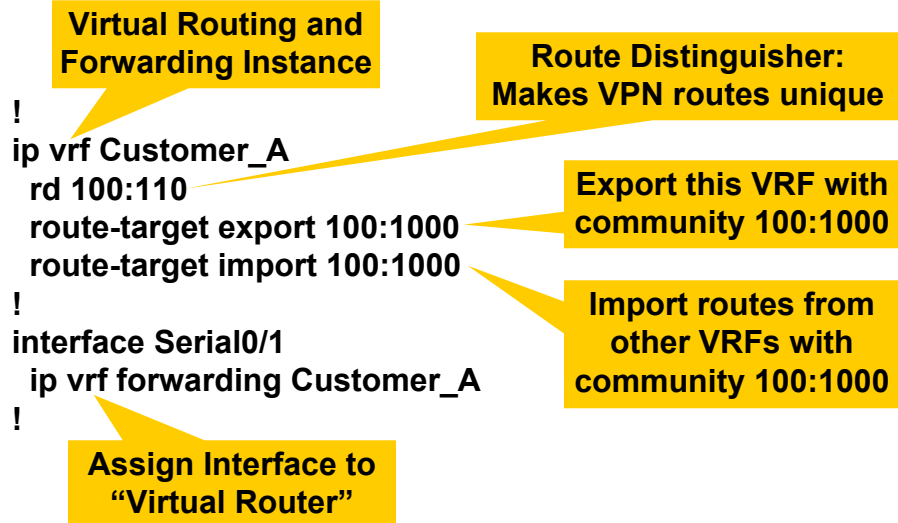 Virtual Routing and
Forwarding Instance
Route Distinguisher:
Makes VPN routes unique
!
ip vrf Customer_A
rd 100:110
route-target export 100:1000
route-target import 100:1000
!
interface Serial0/1
ip vrf forwarding Customer_A
!
Export this VRF with
community 100:1000
Import routes from
other VRFs with
community 100:1000
Assign Interface to
“Virtual Router”